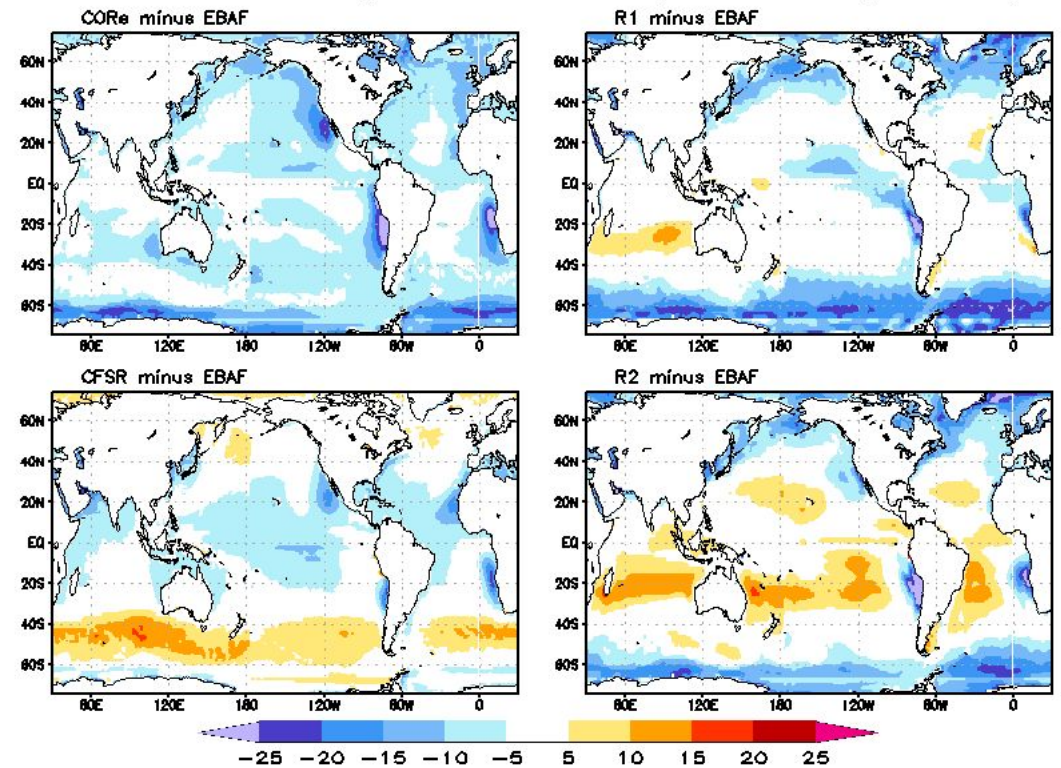 CORe minus EBAF
R1 minus EBAF
60N
40N
20N
EQ
20S
40S
60S
60E 120E 180 120W 60W 0
60N
40N
20N
EQ
20S
40S
60S
60E 120E 180 120W 60W 0
CFSR minus EBAF
R2 minus EBAF
60N
40N
20N
EQ
20S
40S
60S
60E 120E 180 120W 60W 0
60N
40N
20N
EQ
20S
40S
60S
60E 120E 180 120W 60W 0
-25 -20 -15 -10 -5 5 10 15 20 25